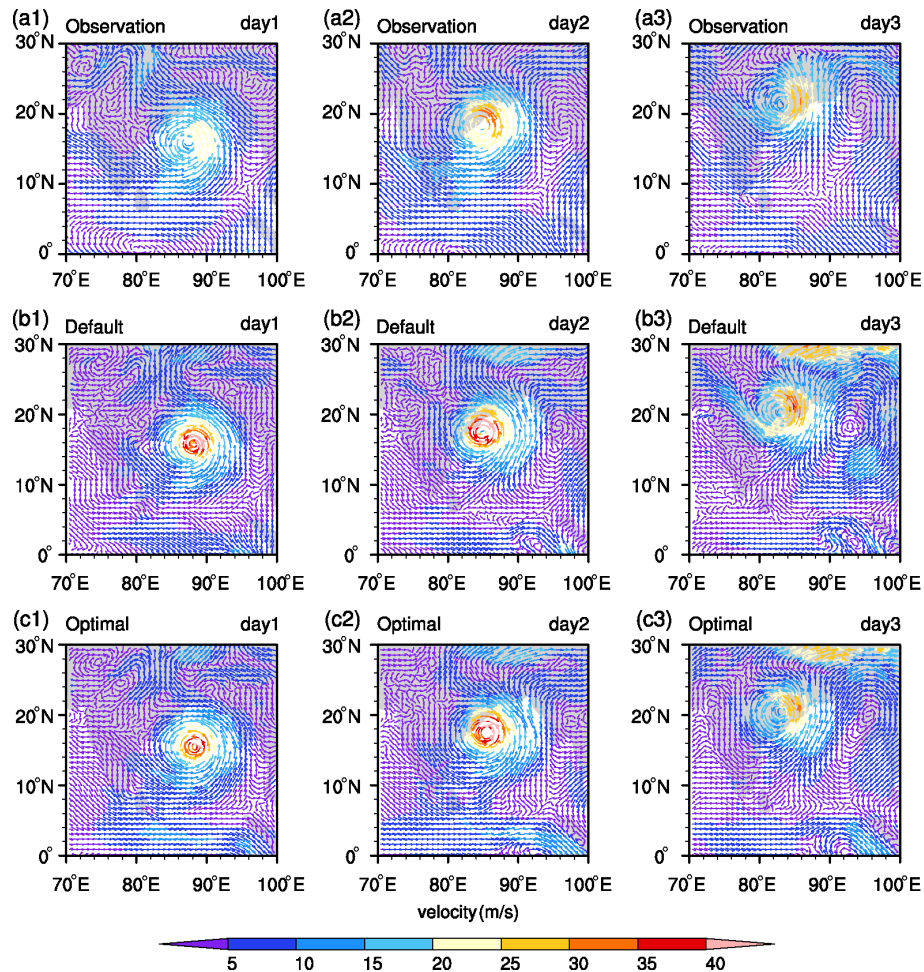 (a1) Observation day1 (a2) Observation day2 (a3) Observation day3
30°N 30°N 30°N
20°N 20°N 20°N
10°N 10°N 10°N
0° 0° 0°
70°E 80°E 90°E 100°E 70°E 80°E 90°E 100°E 70°E 80°E 90°E 100°E
(b1) Default day1 (b2) Default day2 (b3) Default day3
30°N 30°N 30°N
20°N 20°N 20°N
10°N 10°N 10°N
0° 0° 0°
70°E 80°E 90°E 100°E 70°E 80°E 90°E 100°E 70°E 80°E 90°E 100°E
(c1) Optimal day1 (c2) Optimal day2 (c3) Optimal day3
30°N 30°N 30°N
20°N 20°N 20°N
10°N 10°N 10°N
0° 0° 0°
70°E 80°E 90°E 100°E 70°E 80°E 90°E 100°E 70°E 80°E 90°E 100°E
velocity(m/s)
5 10 15 20 25 30 35 40